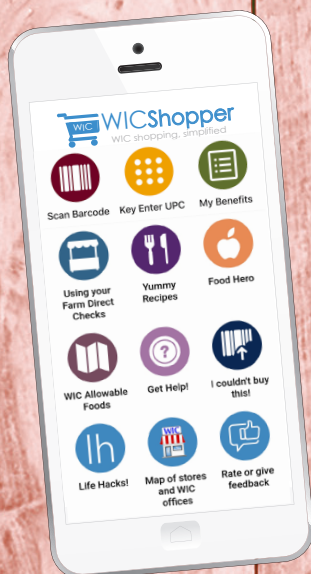 WIC WICShopper
WIC shopping, simplified
Scan Barcode Key Enter UPC My Benefits
Using your
Farm Direct
Checks
Yummy
Recipes
Food Hero
WIC Allowable
Foods
Get Help!
I couldn't buy
this!
lh
Life Hacks!
WIC
Map of stores
and WIC
offices
Rate or give
feedback